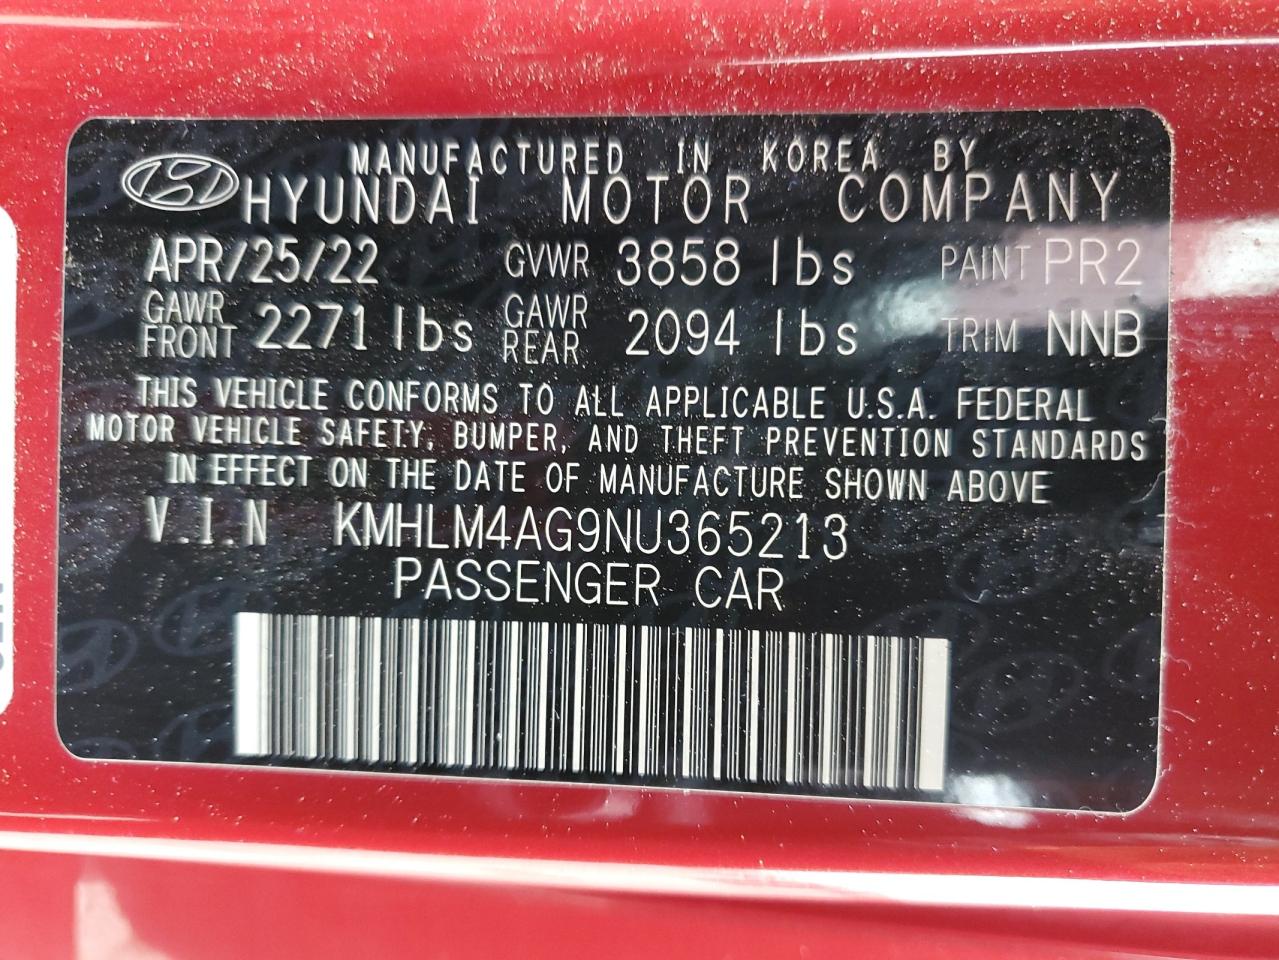 MANUFACTURED IN KOREA BY
HYUNDAI MOTOR COMPANY
APR/25/22 GVWR 3858 lbs PAINT PR2
GAWR FRONT 2271 lbs GAWR REAR 2094 lbs TRIM NNB
THIS VEHICLE CONFORMS TO ALL APPLICABLE U.S.A. FEDERAL
MOTOR VEHICLE SAFETY, BUMPER, AND THEFT PREVENTION STANDARDS
IN EFFECT ON THE DATE OF MANUFACTURE SHOWN ABOVE
V.I.N KMHLM4AG9NU365213
PASSENGER CAR